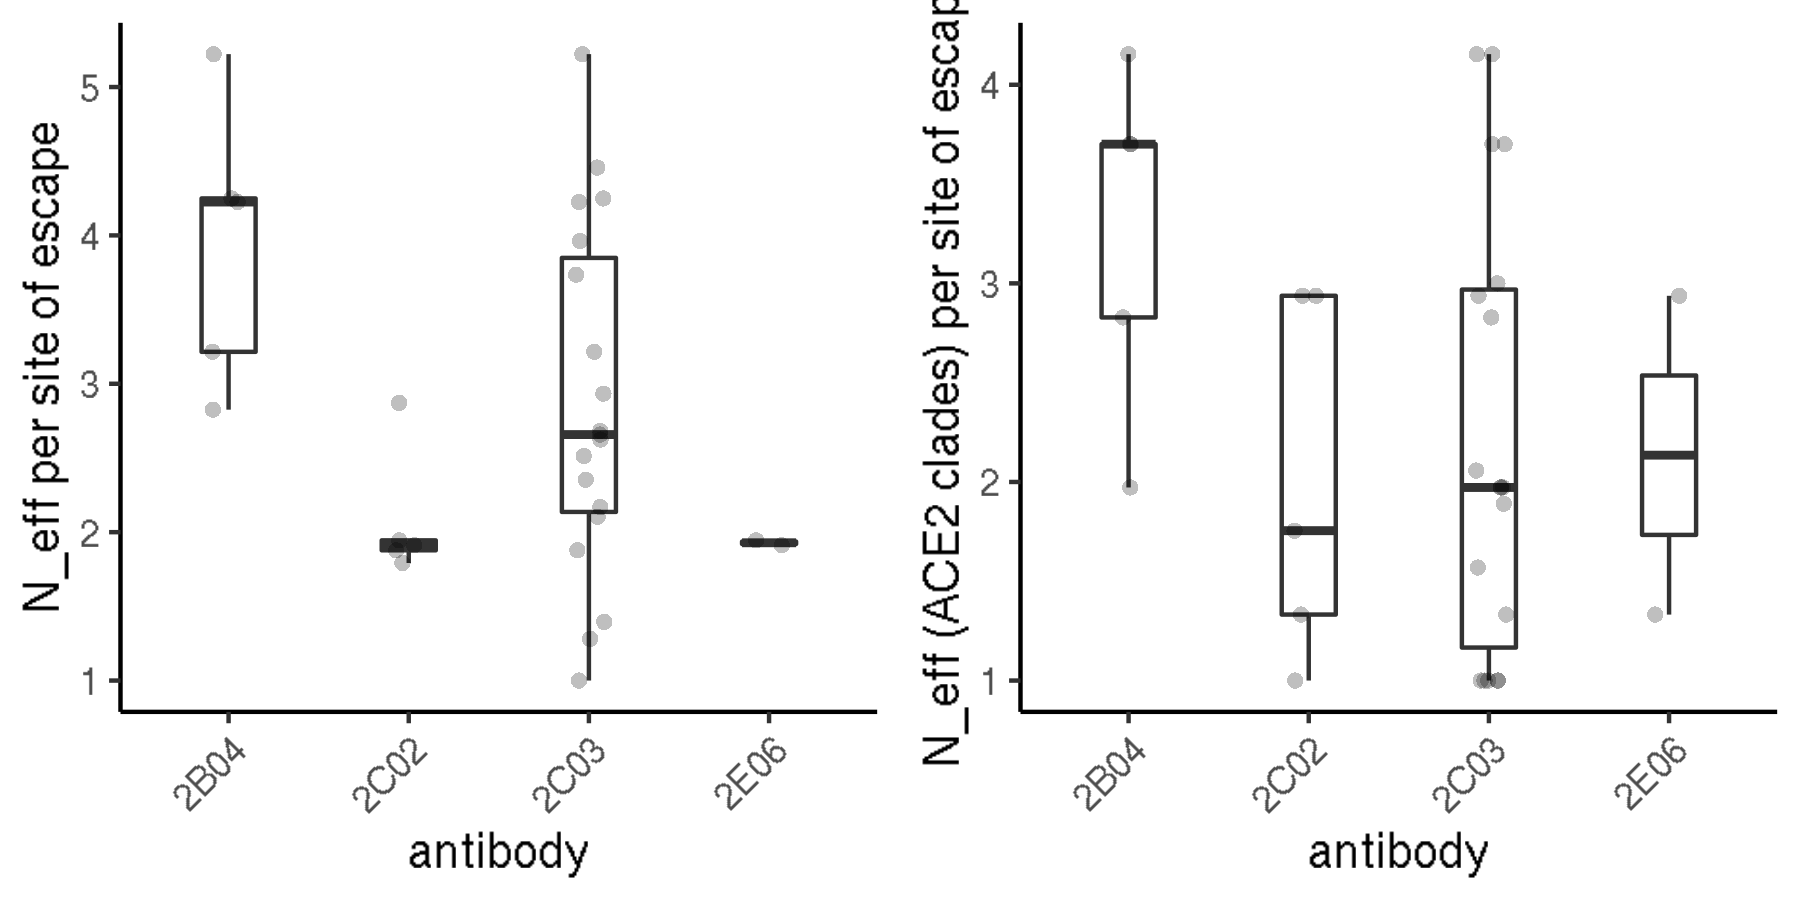 N_eff per site of escape
5
4
3
2
1
2B04
2C02
2C03
2E06
antibody
N_eff (ACE2 clades) per site of
4
3
2
1
2B04
2C02
2C03
2E06
antibody